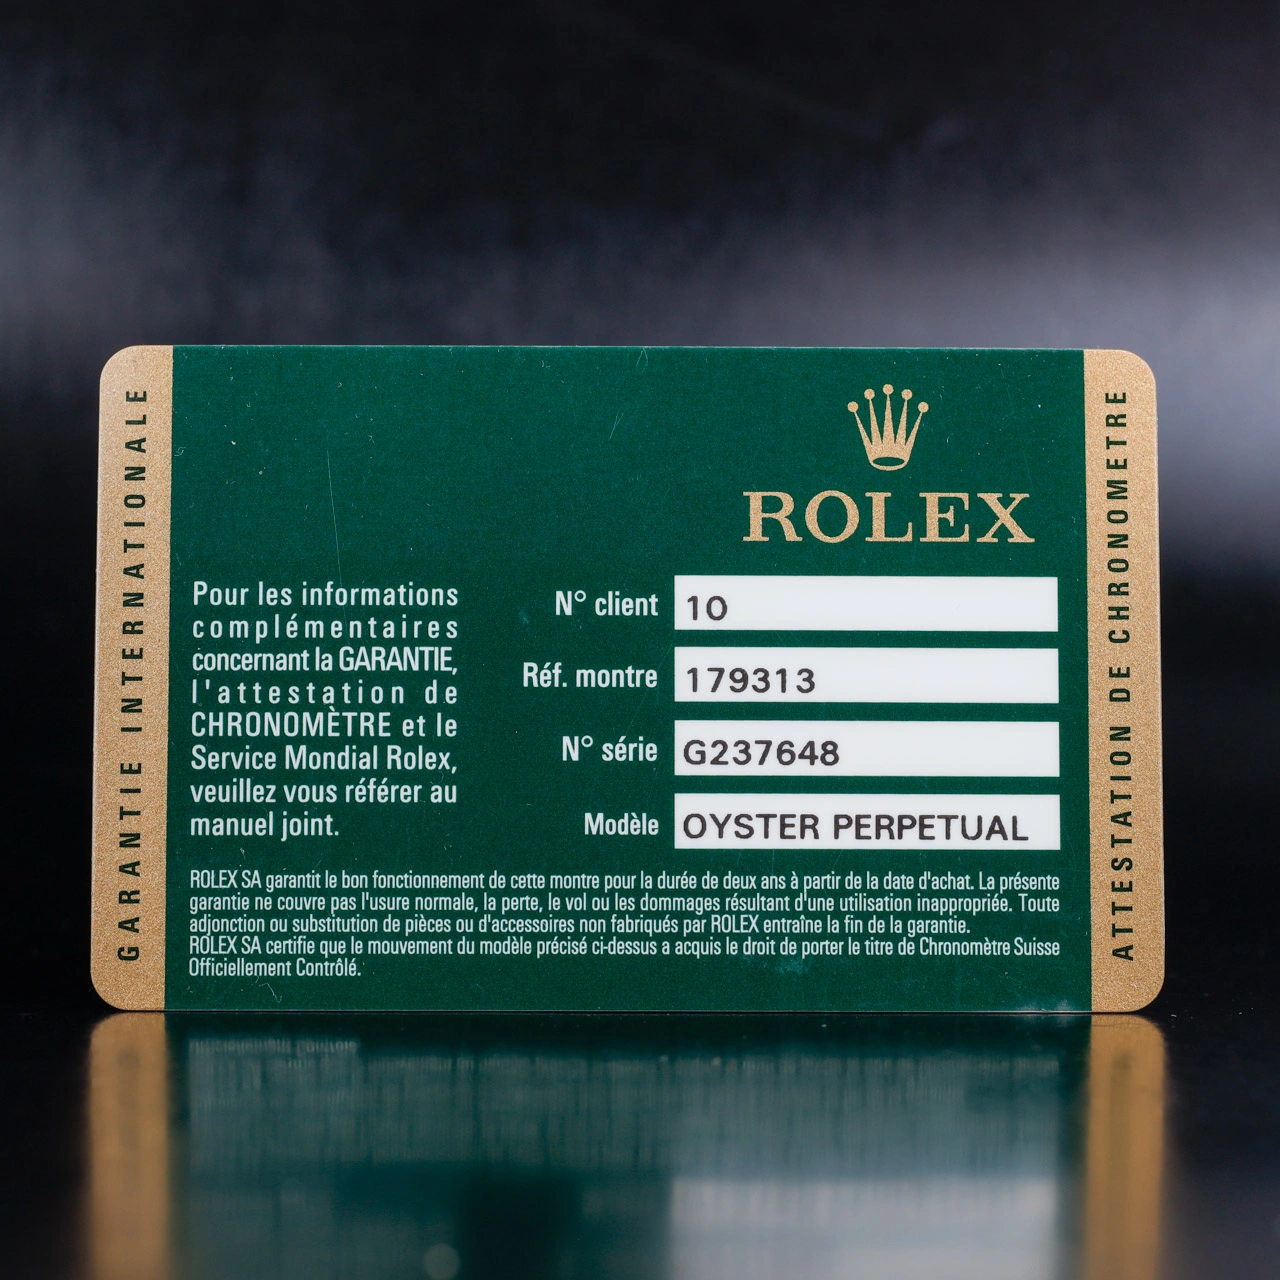 GARANTIE INTERNATIONALE
ROLEX
Pour les informations
complémentaires
concernant la GARANTIE,
l'attestation de
CHRONOMÈTRE et le
Service Mondial Rolex,
veuillez vous référer au
manuel joint.
N° client 10
Réf. montre 179313
N° série G237648
Modèle OYSTER PERPETUAL
ROLEX SA garantit le bon fonctionnement de cette montre pour la durée de deux ans à partir de la date d'achat. La présente
garantie ne couvre pas l'usure normale, la perte, le vol ou les dommages résultant d'une utilisation inappropriée. Toute
adjonction ou substitution de pièces ou d'accessoires non fabriqués par ROLEX entraîne la fin de la garantie.
ROLEX SA certifie que le mouvement du modèle précisé ci-dessus a acquis le droit de porter le titre de Chronomètre Suisse
Officiellement Contrôlé.
ATTESTATION DE CHRONOMETRE